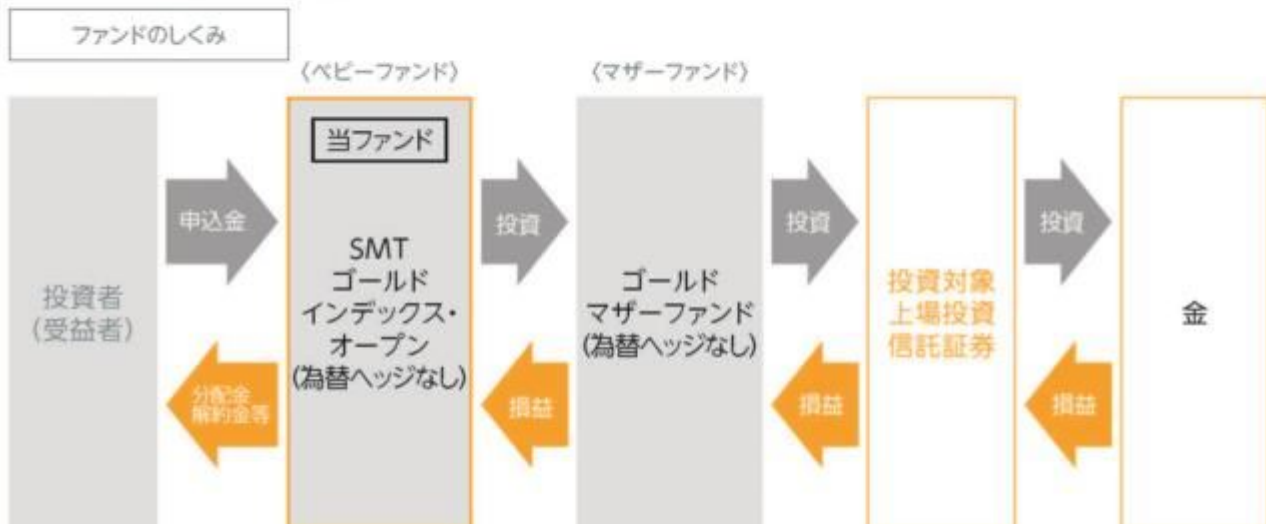 ファンドのしくみ
〈ベビーファンド〉
〈マザーファンド〉
投資者
(受益者)
申込金
分配金
解約金等
当ファンド
SMT
ゴールド
インデックス・
オープン
(為替ヘッジなし)
投資
損益
ゴールド
マザーファンド
(為替ヘッジなし)
投資
損益
投資対象
上場投資
信託証券
投資
損益
金